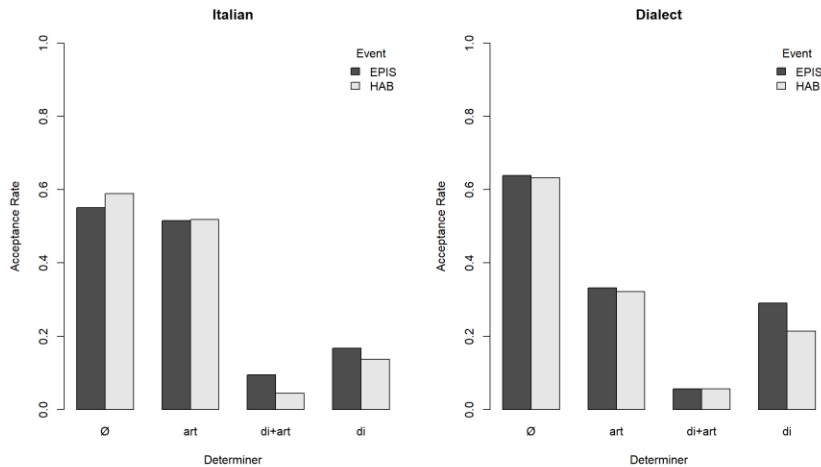 Italian
Event
EPIS
HAB
Acceptance Rate
1.0
0.8
0.6
0.4
0.2
0.0
Ø
art
di+art
di
Determiner
Dialect
Event
EPIS
HAB
Acceptance Rate
1.0
0.8
0.6
0.4
0.2
0.0
Ø
art
di+art
di
Determiner